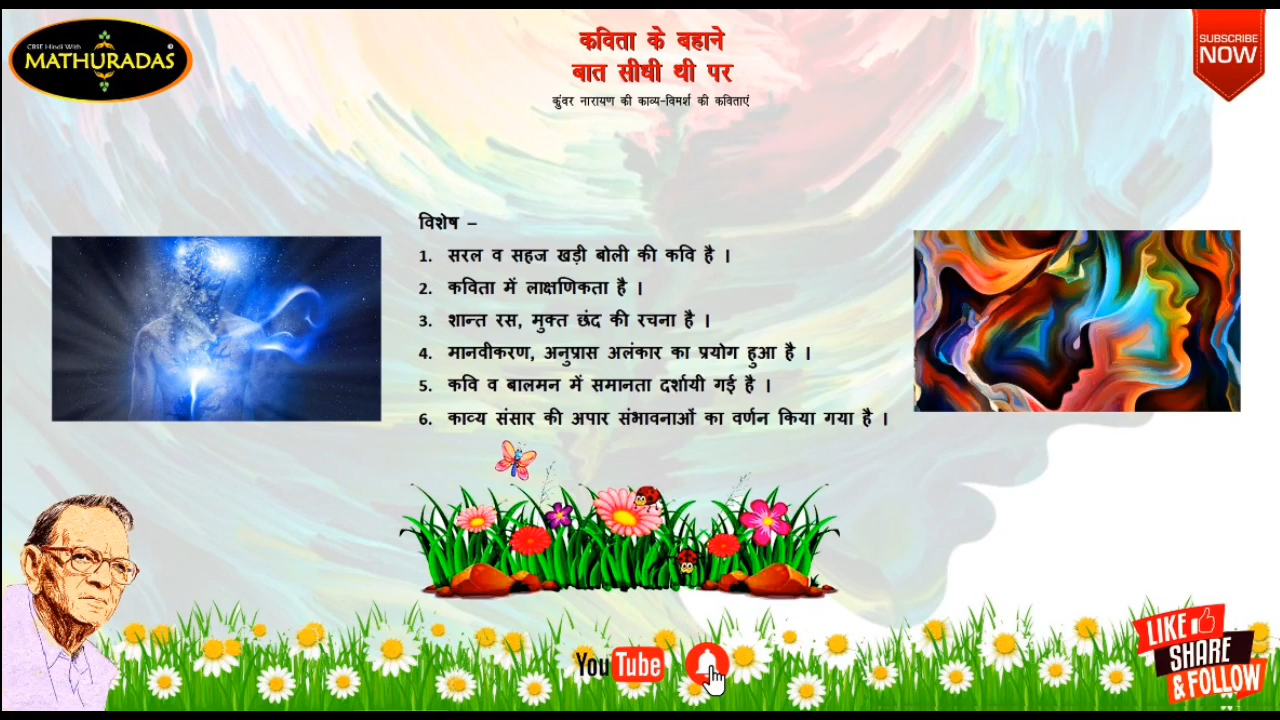 CBSE Hindi With
MATHURADAS
कविता के बहाने
बात सीधी थी पर
कुंवर नारायण की काव्य-विमर्श की कविताएं
SUBSCRIBE
NOW
विशेष –
1. सरल व सहज खड़ी बोली की कवि है ।
2. कविता में लाक्षणिकता है ।
3. शान्त रस, मुक्त छंद की रचना है ।
4. मानवीकरण, अनुप्रास अलंकार का प्रयोग हुआ है ।
5. कवि व बालमन में समानता दर्शायी गई है ।
6. काव्य संसार की अपार संभावनाओं का वर्णन किया गया है ।
YouTube
LIKE
SHARE
& FOLLOW